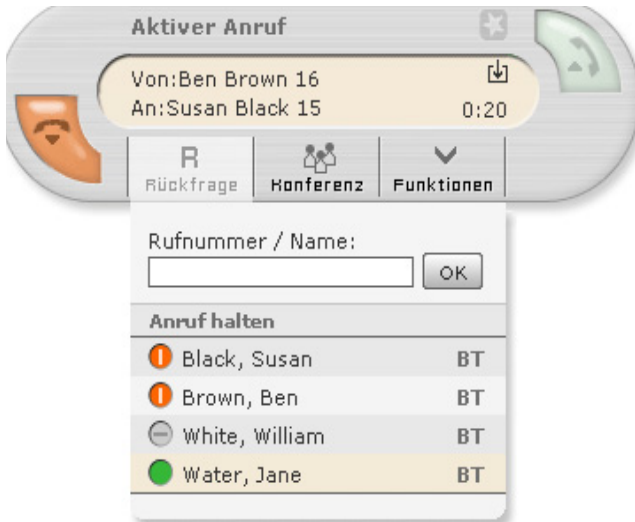 Aktiver Anruf
Von:Ben Brown 16
An:Susan Black 15 0:20
R
Rückfrage Konferenz Funktionen
Rufnummer / Name:
OK
Anruf halten
Black, Susan BT
Brown, Ben BT
White, William BT
Water, Jane BT